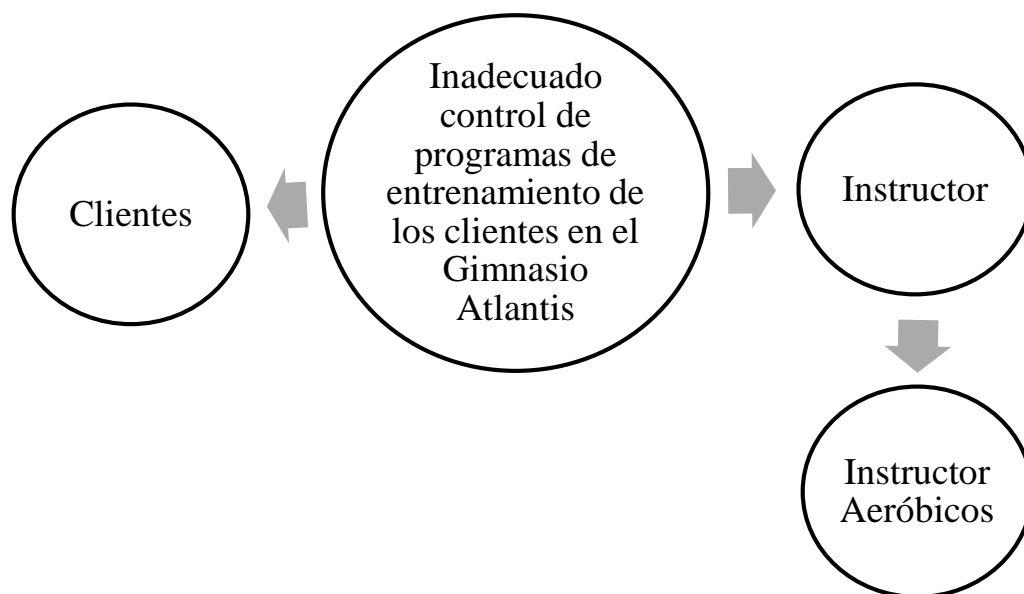 Inadecuado
control de
programas de
entrenamiento de
los clientes en el
Gimnasio
Atlantis
Clientes
Instructor
Instructor
Aeróbicos